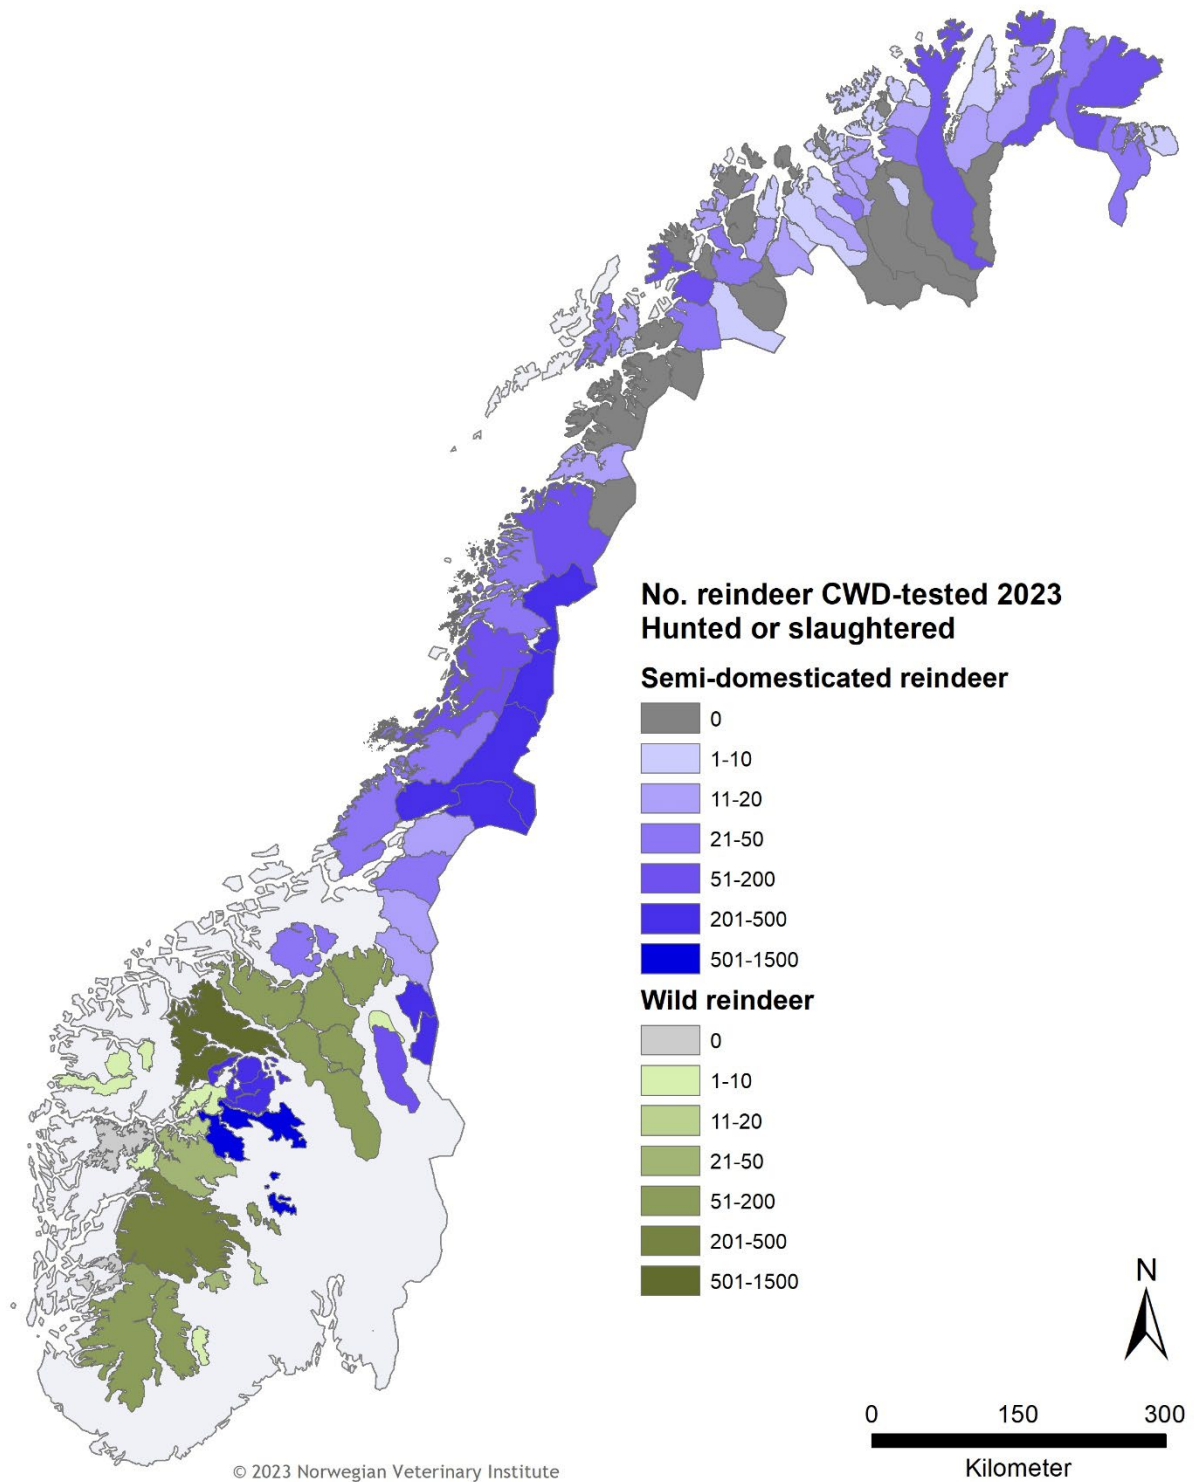 No. reindeer CWD-tested 2023
Hunted or slaughtered
Semi-domesticated reindeer
0
1-10
11-20
21-50
51-200
201-500
501-1500
Wild reindeer
0
1-10
11-20
21-50
51-200
201-500
501-1500
N
0 150 300
Kilometer
© 2023 Norwegian Veterinary Institute